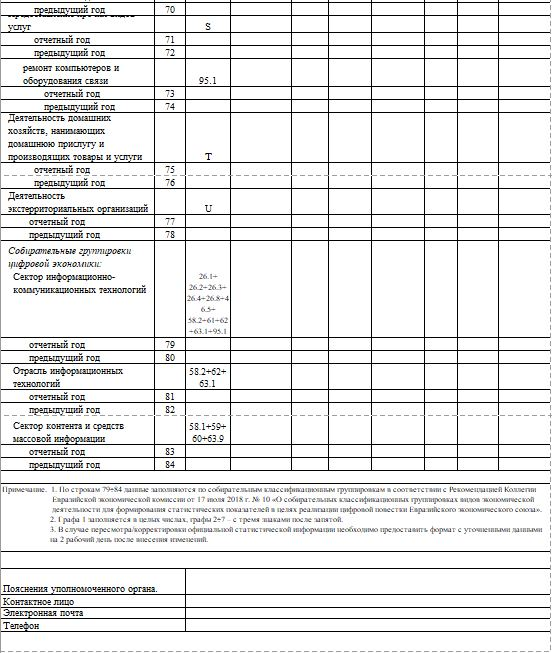 предыдущий год 70
услуг S
отчетный год 71
предыдущий год 72
ремонт компьютеров и
оборудования связи 95.1
отчетный год 73
предыдущий год 74
Деятельность домашних
хозяйств, нанимающих
домашнюю прислугу и
производящих товары и услуги T
отчетный год 75
предыдущий год 76
Деятельность
экстерриториальных организаций U
отчетный год 77
предыдущий год 78
Собирательные группировки
цифровой экономики:
Сектор информационно-
коммуникационных технологий
26.1+
26.2+26.3+
26.4+26.8+4
6.5+
58.2+61+62
+63.1+95.1
отчетный год 79
предыдущий год 80
Отрасль информационных
технологий
58.2+62+
63.1
отчетный год 81
предыдущий год 82
Сектор контента и средств
массовой информации
58.1+59+
60+63.9
отчетный год 83
предыдущий год 84
Примечание. 1. По строкам 79÷84 данные заполняются по собирательным классификационным группировкам в соответствии с Рекомендацией Коллегии
Евразийской экономической комиссии от 17 июля 2018 г. № 10 «О собирательных классификационных группировках видов экономической
деятельности для формирования статистических показателей в целях реализации цифровой повестки Евразийского экономического союза».
2. Графа 1 заполняется в целых числах, графы 2÷7 – с тремя знаками после запятой.
3. В случае пересмотра/корректировки официальной статистической информации необходимо предоставить формат с уточненными данными
на 2 рабочий день после внесения изменений.
Пояснения уполномоченного органа.
Контактное лицо
Электронная почта
Телефон